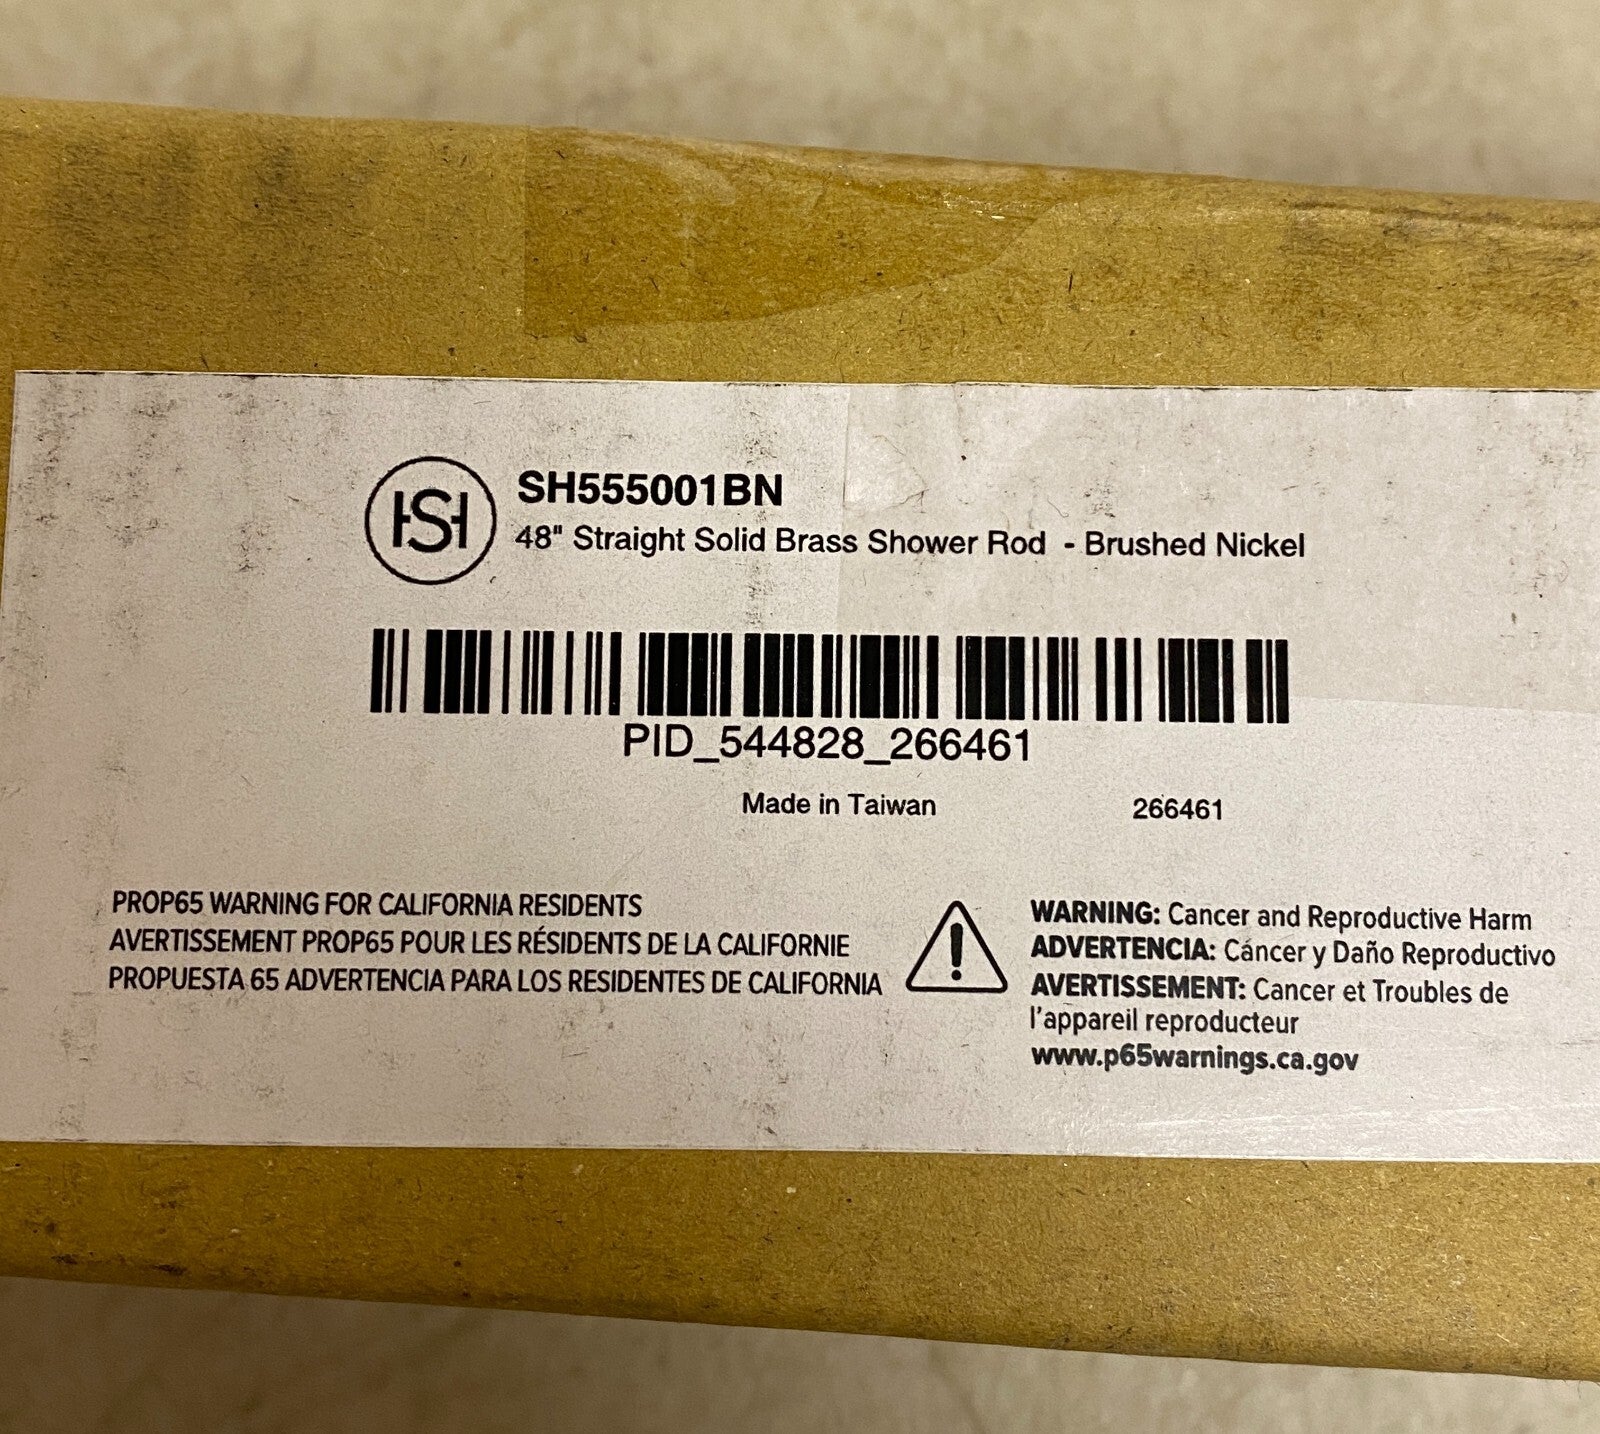 HSH
SH555001BN
48" Straight Solid Brass Shower Rod - Brushed Nickel
PID_544828_266461
Made in Taiwan 266461
PROP65 WARNING FOR CALIFORNIA RESIDENTS
AVERTISSEMENT PROP65 POUR LES RÉSIDENTS DE LA CALIFORNIE
PROPUESTA 65 ADVERTENCIA PARA LOS RESIDENTES DE CALIFORNIA
WARNING: Cancer and Reproductive Harm
ADVERTENCIA: Cáncer y Daño Reproductivo
AVERTISSEMENT: Cancer et Troubles de
l'appareil reproducteur
www.p65warnings.ca.gov